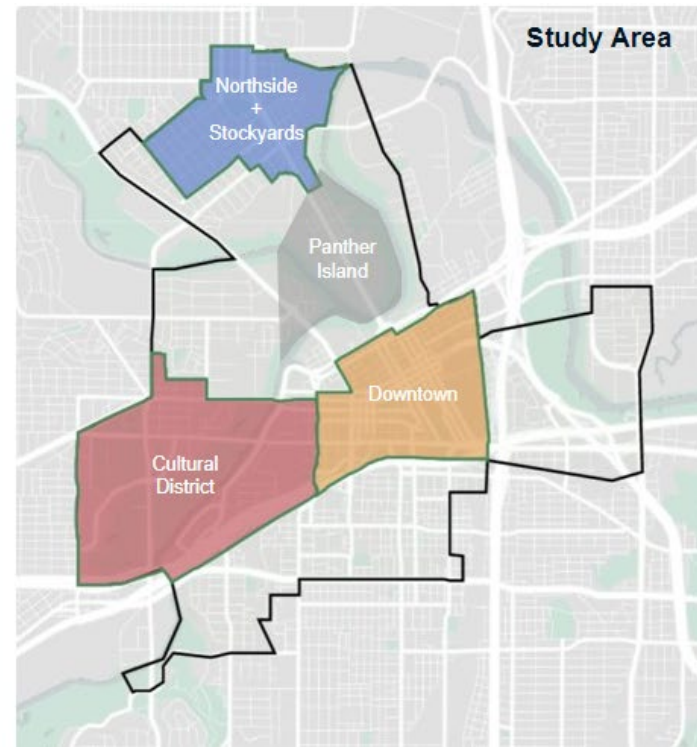 Study Area
Northside
+
Stockyards
Panther
Island
Downtown
Cultural
District